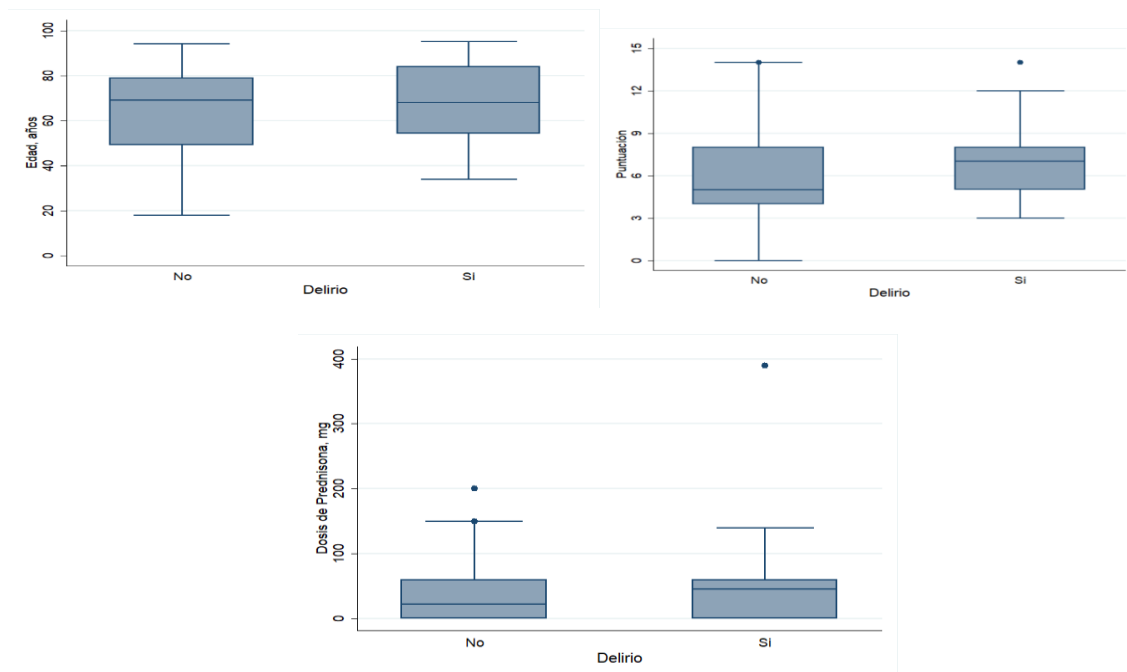 Edad, años
100
80
60
40
20
0
No
Si
Delirio
Puntuación
15
12
9
6
3
0
No
Si
Delirio
Dosis de Prednisona, mg
400
300
200
100
0
No
Si
Delirio